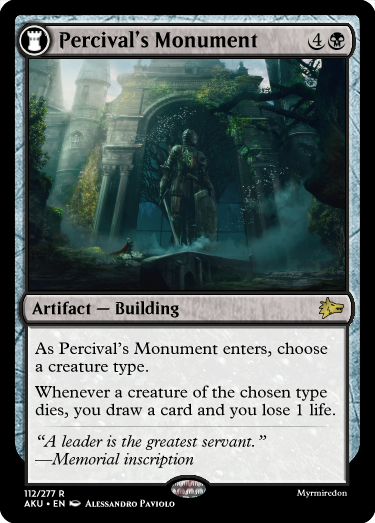 Percival's Monument 4
Artifact — Building
As Percival's Monument enters, choose
a creature type.
Whenever a creature of the chosen type
dies, you draw a card and you lose 1 life.
“A leader is the greatest servant.”
—Memorial inscription
112/277 R
Myrmiredon
AKU • EN Alessandro Paviolo